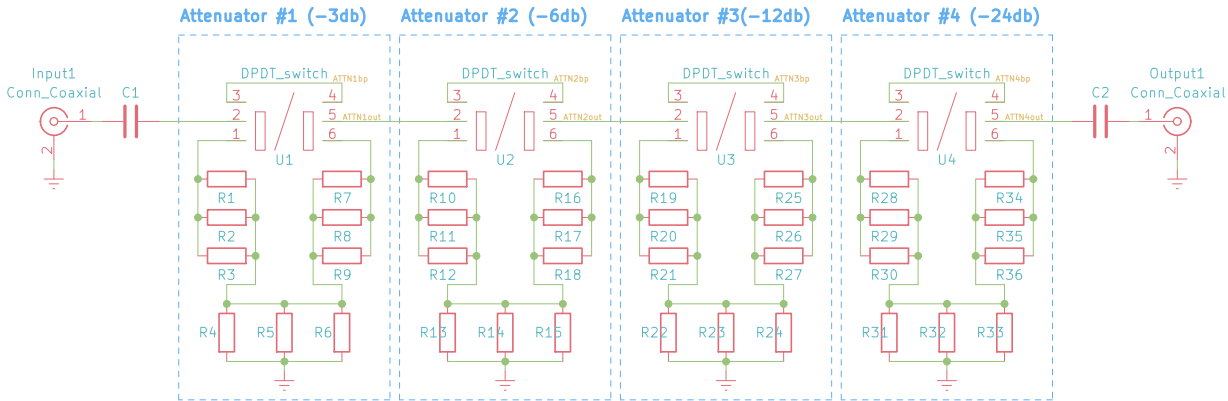 Attenuator #1 (-3db)
Attenuator #2 (-6db)
Attenuator #3(-12db)
Attenuator #4 (-24db)
Input1
Conn_Coaxial
1
2
C1
DPDT_switch
ATTN1bp
3
4
2
5
ATTN1out
1
6
U1
R1
R7
R2
R8
R3
R9
R4
R5
R6
DPDT_switch
ATTN2bp
3
4
2
5
ATTN2out
1
6
U2
R10
R16
R11
R17
R12
R18
R13
R14
R15
DPDT_switch
ATTN3bp
3
4
2
5
ATTN3out
1
6
U3
R19
R25
R20
R26
R21
R27
R22
R23
R24
DPDT_switch
ATTN4bp
3
4
2
5
ATTN4out
1
6
U4
R28
R34
R29
R35
R30
R36
R31
R32
R33
C2
Output1
Conn_Coaxial
1
2